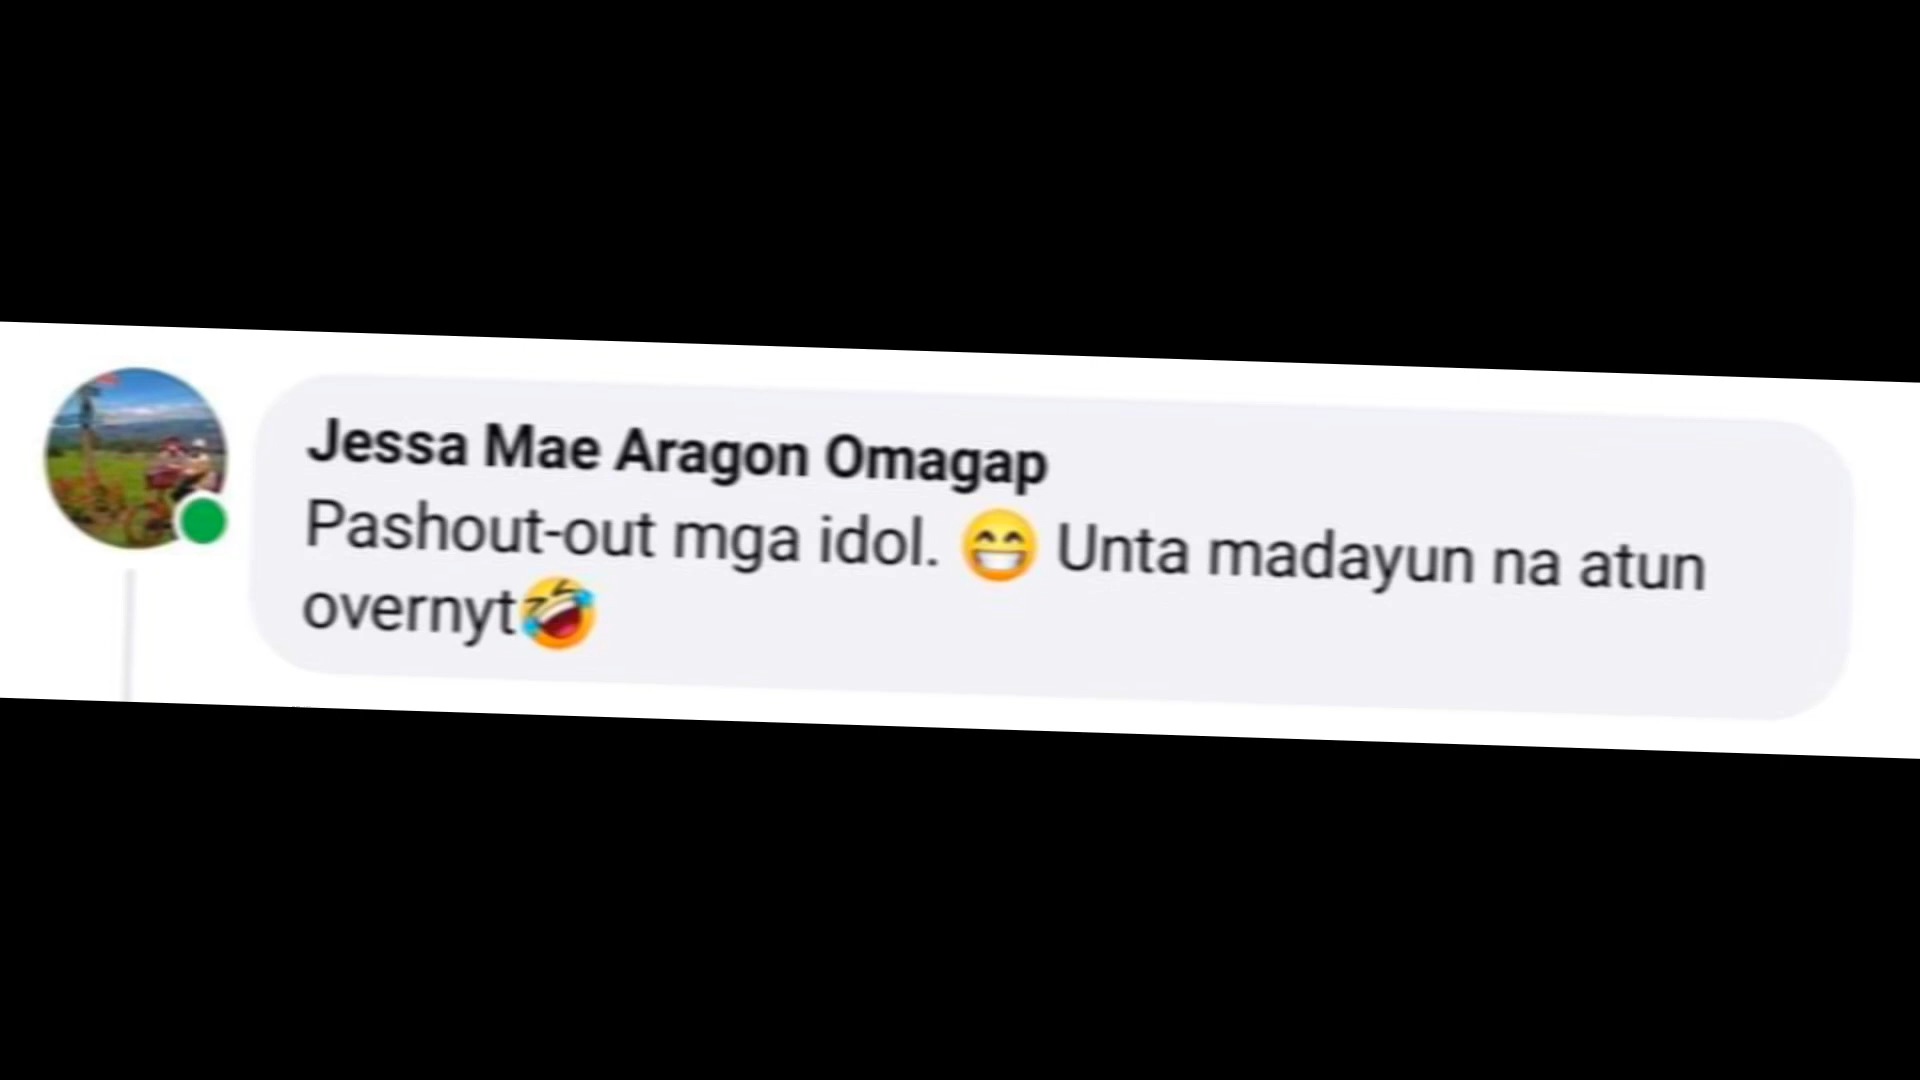 Jessa Mae Aragon Omagap
Pashout-out mga idol. 😁 Unta madayun na atun
overnyt🤣